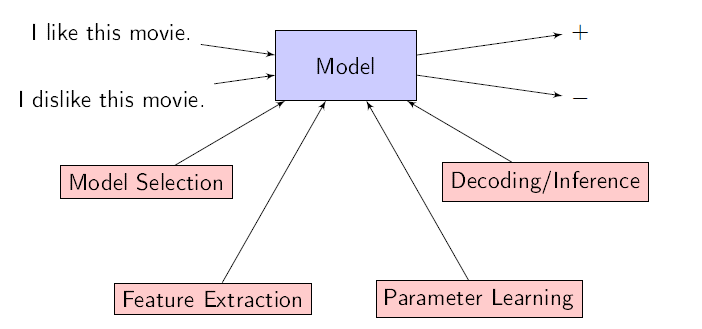 I like this movie.
I dislike this movie.
Model
+
−
Model Selection
Decoding/Inference
Feature Extraction
Parameter Learning